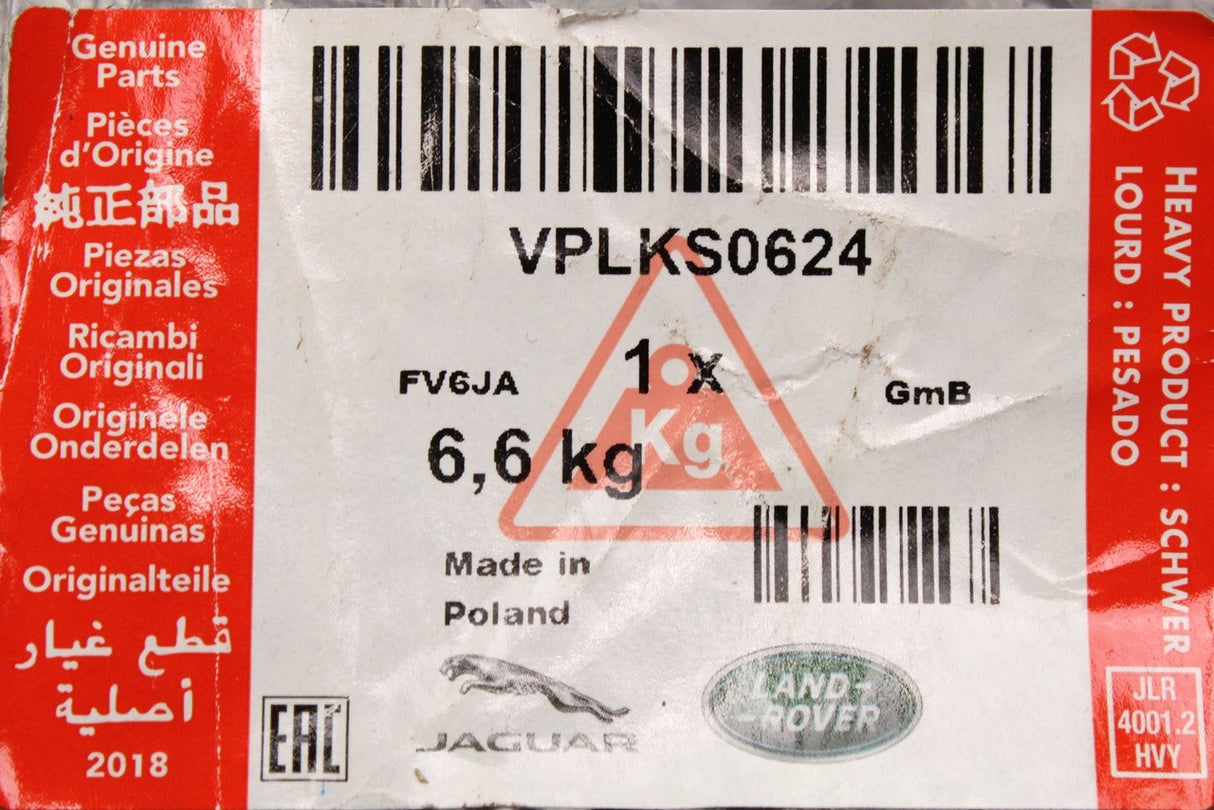 Genuine
Parts
Pièces
d'Origine
純正部品
Piezas
Originales
Ricambi
Originali
Originele
Onderdelen
Peças
Genuinas
Originalteile
قطع غيار
أصلية
2018
VPLKS0624
1 x
FV6JA
GmB
Kg
6,6 kg
Made in
Poland
EAC
JAGUAR
LAND-
-ROVER
HEAVY PRODUCT : SCHWER
LOURD : PESADO
JLR
4001.2
HVY